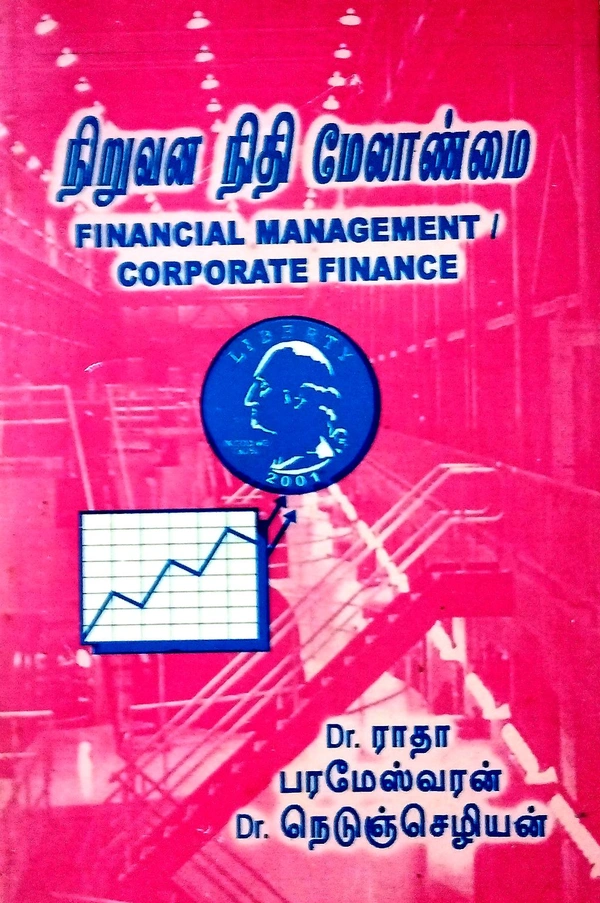 நிறுவன நிதி மேலாண்மை
FINANCIAL MANAGEMENT /
CORPORATE FINANCE
LIBERTY
2001
Dr. ராதா
பரமேஸ்வரன்
Dr. நெடுஞ்செழியன்